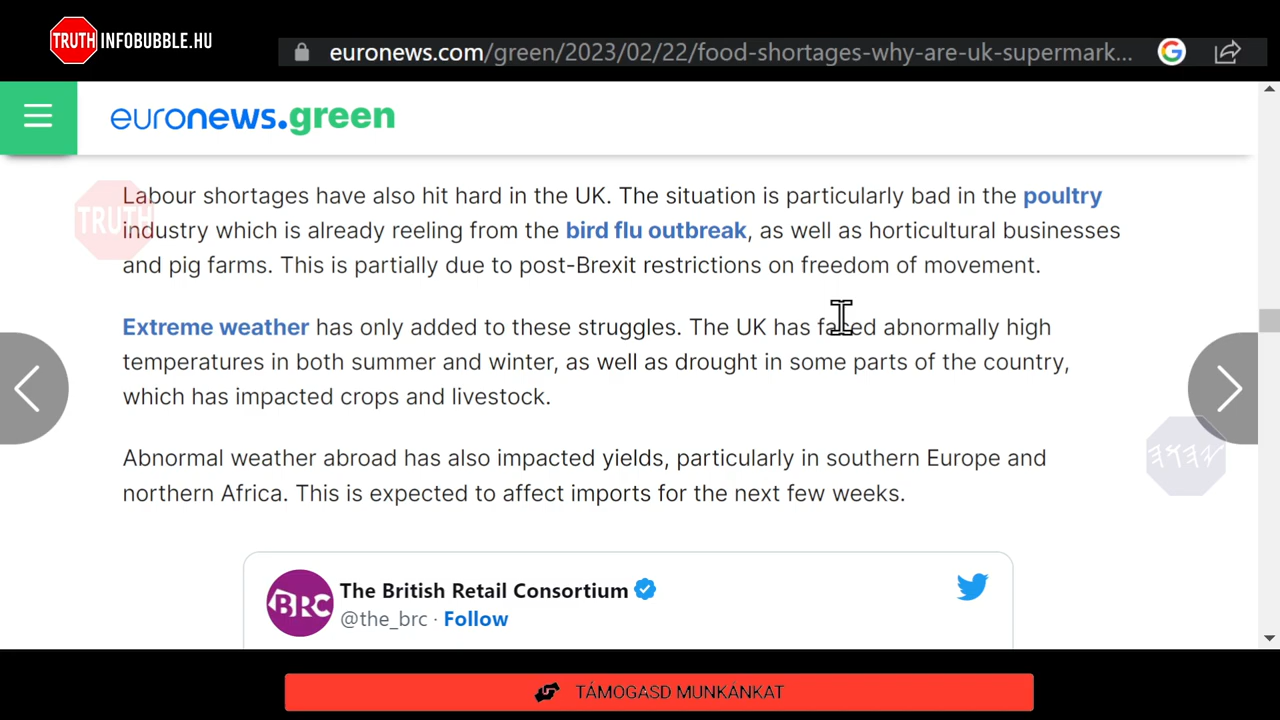 TRUTH INFOBUBBLE.HU
euronews.com/green/2023/02/22/food-shortages-why-are-uk-supermark...
G
euronews.green
Labour shortages have also hit hard in the UK. The situation is particularly bad in the poultry
TRUTH
industry which is already reeling from the bird flu outbreak, as well as horticultural businesses
and pig farms. This is partially due to post-Brexit restrictions on freedom of movement.
Extreme weather has only added to these struggles. The UK has faced abnormally high
temperatures in both summer and winter, as well as drought in some parts of the country,
which has impacted crops and livestock.
Abnormal weather abroad has also impacted yields, particularly in southern Europe and
northern Africa. This is expected to affect imports for the next few weeks.
BRC
The British Retail Consortium
@the_brc · Follow
TÁMOGASD MUNKÁNKAT